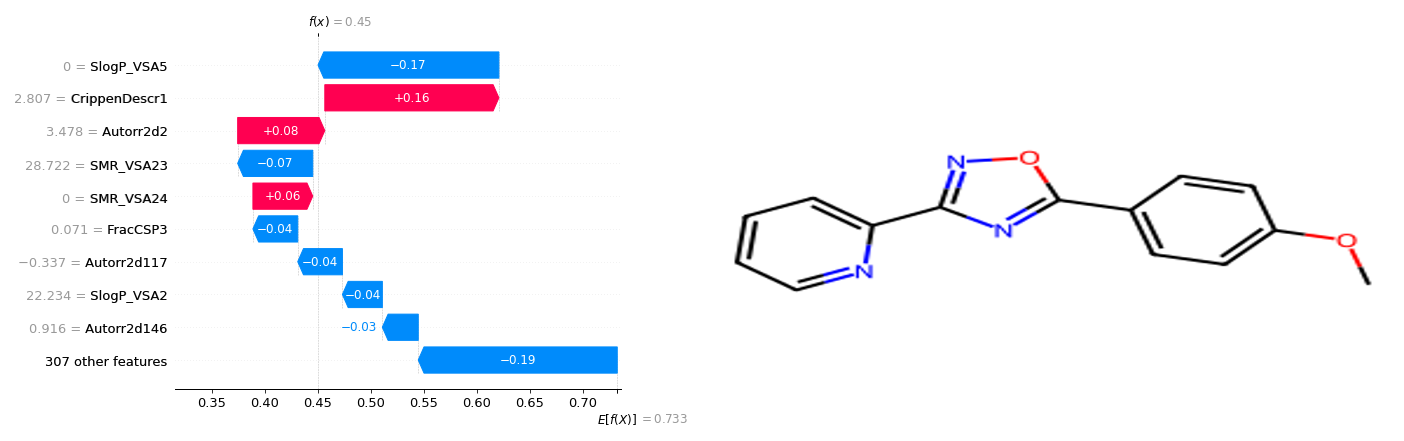 f(x) = 0.45
0 = SlogP_VSA5
−0.17
2.807 = CrippenDescr1
+0.16
3.478 = Autorr2d2
+0.08
28.722 = SMR_VSA23
−0.07
0 = SMR_VSA24
+0.06
0.071 = FracCSP3
−0.04
−0.337 = Autorr2d117
−0.04
22.234 = SlogP_VSA2
−0.04
0.916 = Autorr2d146
−0.03
307 other features
−0.19
0.35 0.40 0.45 0.50 0.55 0.60 0.65 0.70
E[f(X)] = 0.733
N O
N
N
O